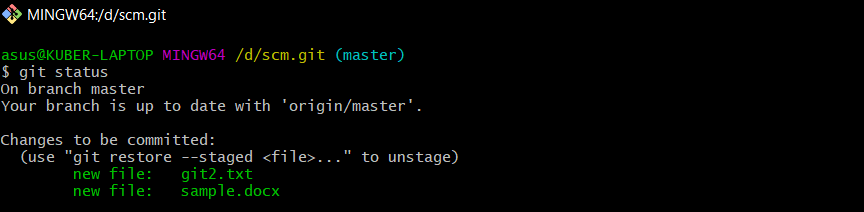 MINGW64:/d/scm.git
asus@KUBER-LAPTOP MINGW64 /d/scm.git (master)
$ git status
On branch master
Your branch is up to date with 'origin/master'.
Changes to be committed:
  (use "git restore --staged <file>..." to unstage)
        new file:   git2.txt
        new file:   sample.docx